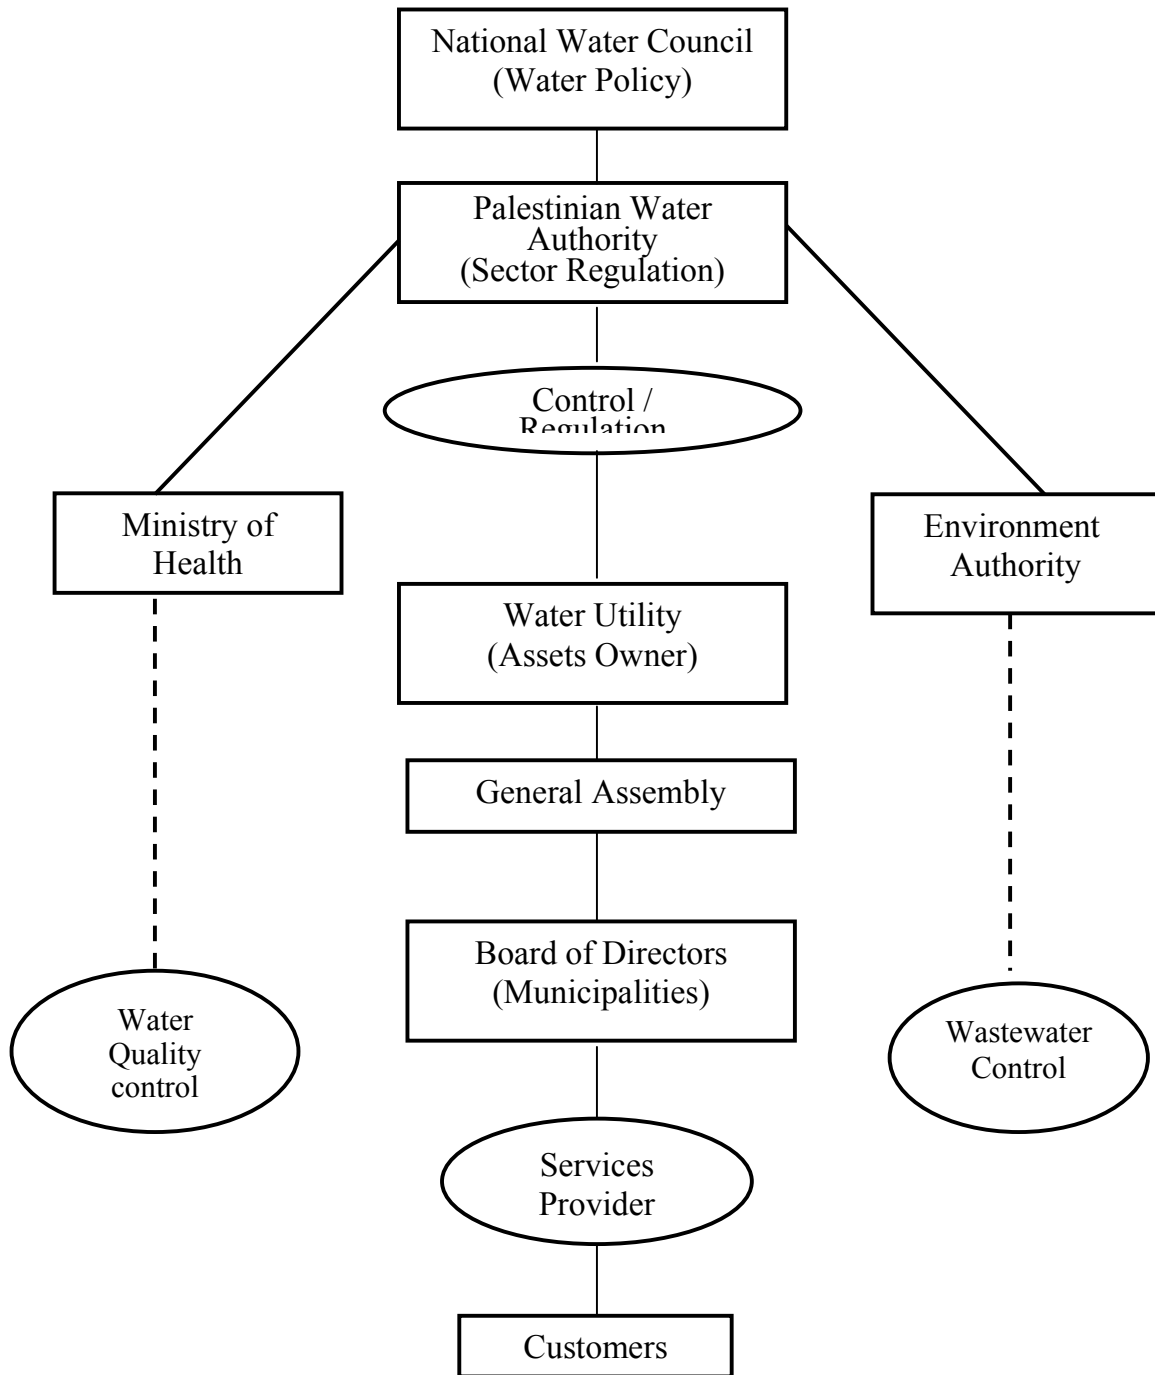 National Water Council
(Water Policy)
Palestinian Water
Authority
(Sector Regulation)
Control /
Regulation
Ministry of
Health
Environment
Authority
Water Utility
(Assets Owner)
General Assembly
Board of Directors
(Municipalities)
Water
Quality
control
Wastewater
Control
Services
Provider
Customers